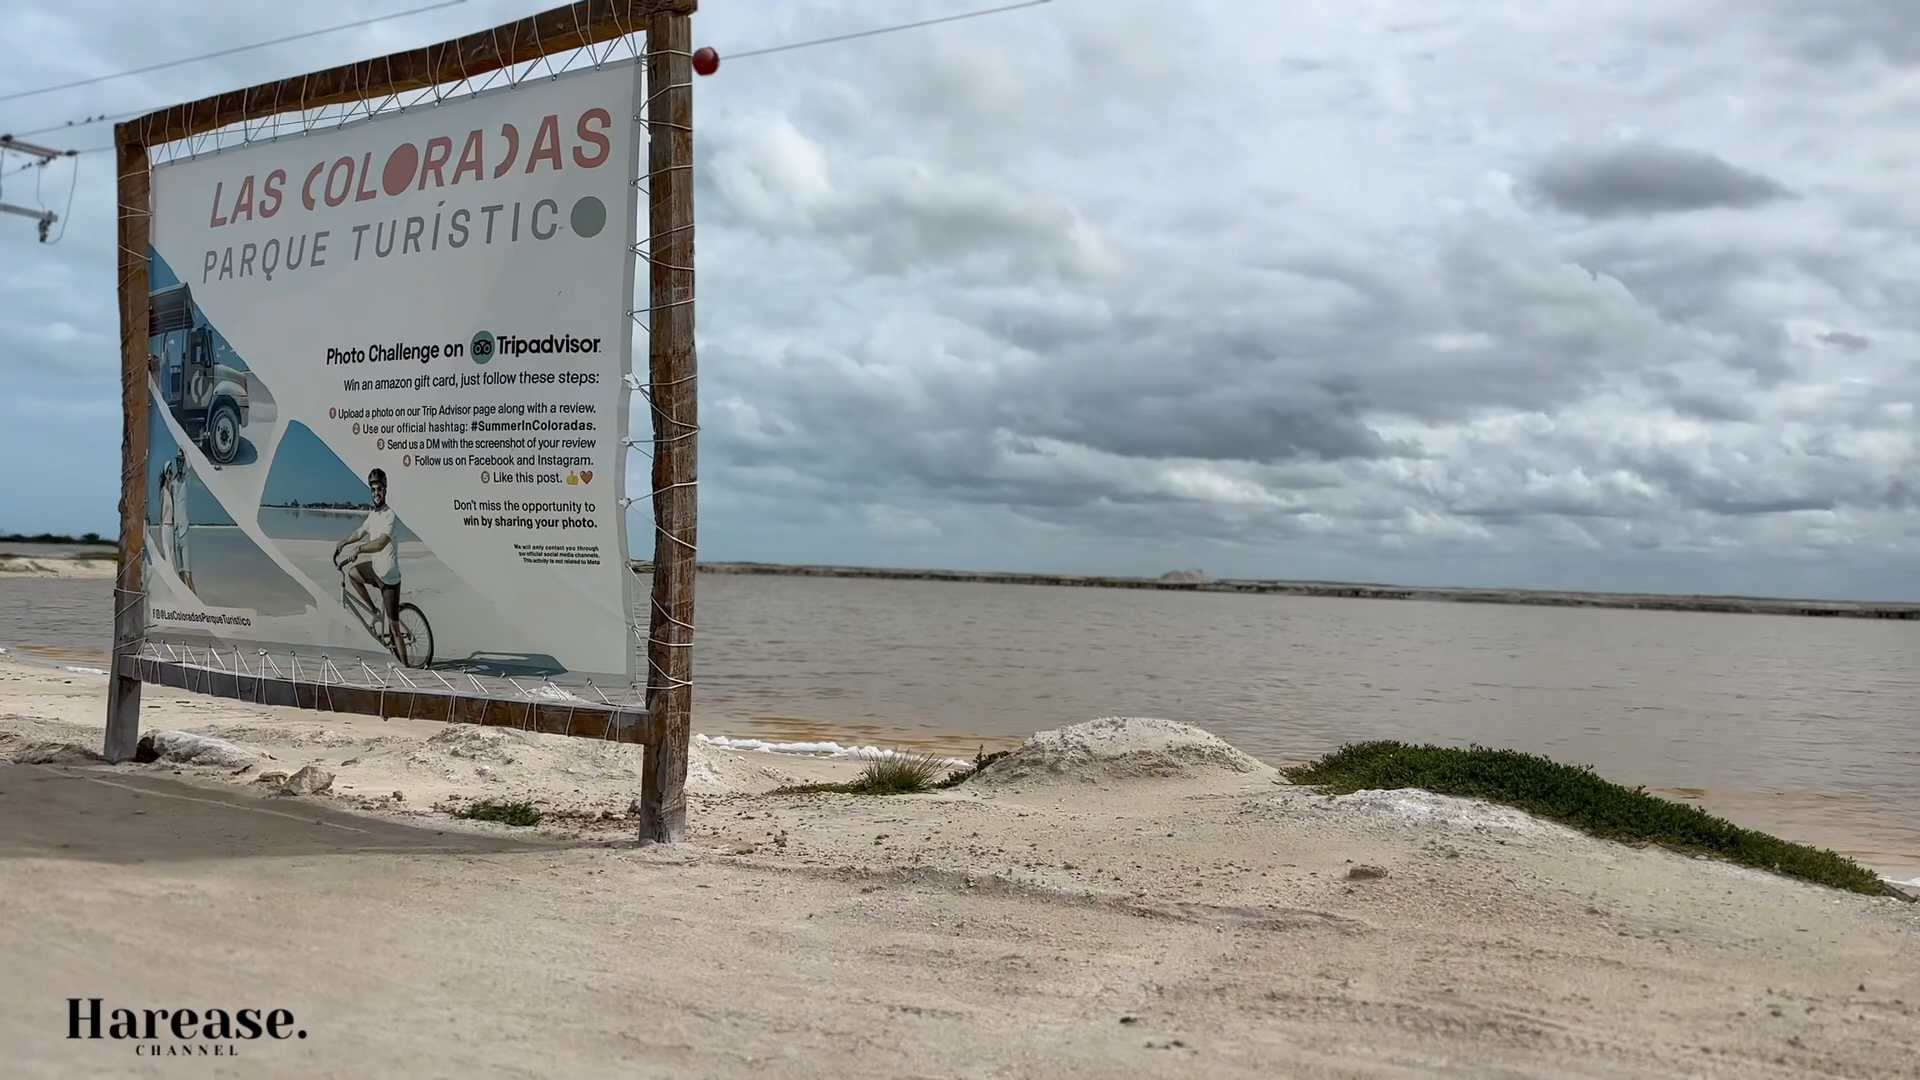 LAS COLORADAS
PARQUE TURÍSTICO
Photo Challenge on Tripadvisor
Win an amazon gift card, just follow these steps:
1 Upload a photo on our Trip Advisor page along with a review.
2 Use our official hashtag: #SummerInColoradas.
3 Send us a DM with the screenshot of your review
4 Follow us on Facebook and Instagram.
5 Like this post. 👍❤️
Don't miss the opportunity to
win by sharing your photo.
We will only contact you through
our official social media channels.
This activity is not related to Meta
@LasColoradasParqueTuristico
Harease.
CHANNEL